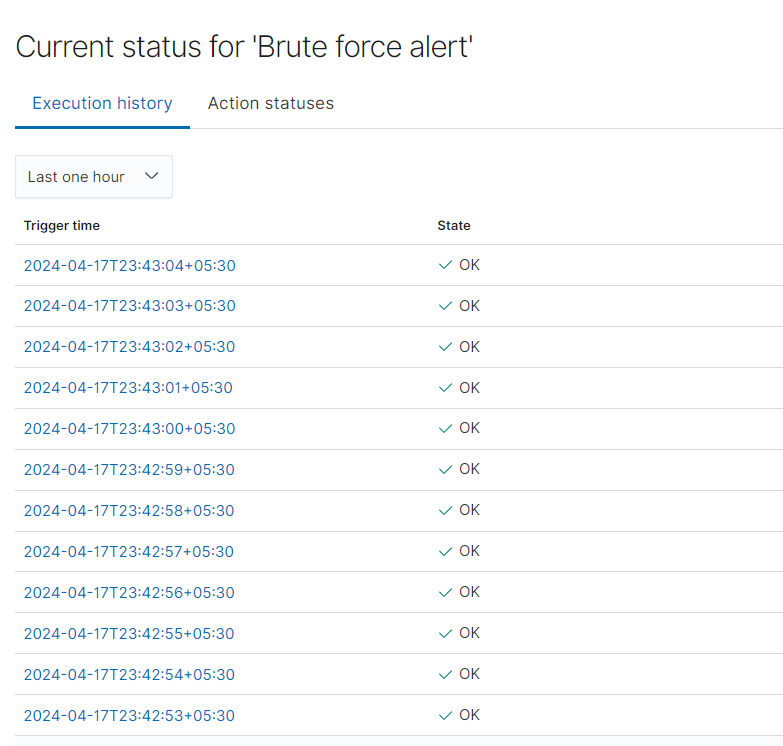 Current status for 'Brute force alert'
Execution history Action statuses
Last one hour
Trigger time State
2024-04-17T23:43:04+05:30 OK
2024-04-17T23:43:03+05:30 OK
2024-04-17T23:43:02+05:30 OK
2024-04-17T23:43:01+05:30 OK
2024-04-17T23:43:00+05:30 OK
2024-04-17T23:42:59+05:30 OK
2024-04-17T23:42:58+05:30 OK
2024-04-17T23:42:57+05:30 OK
2024-04-17T23:42:56+05:30 OK
2024-04-17T23:42:55+05:30 OK
2024-04-17T23:42:54+05:30 OK
2024-04-17T23:42:53+05:30 OK